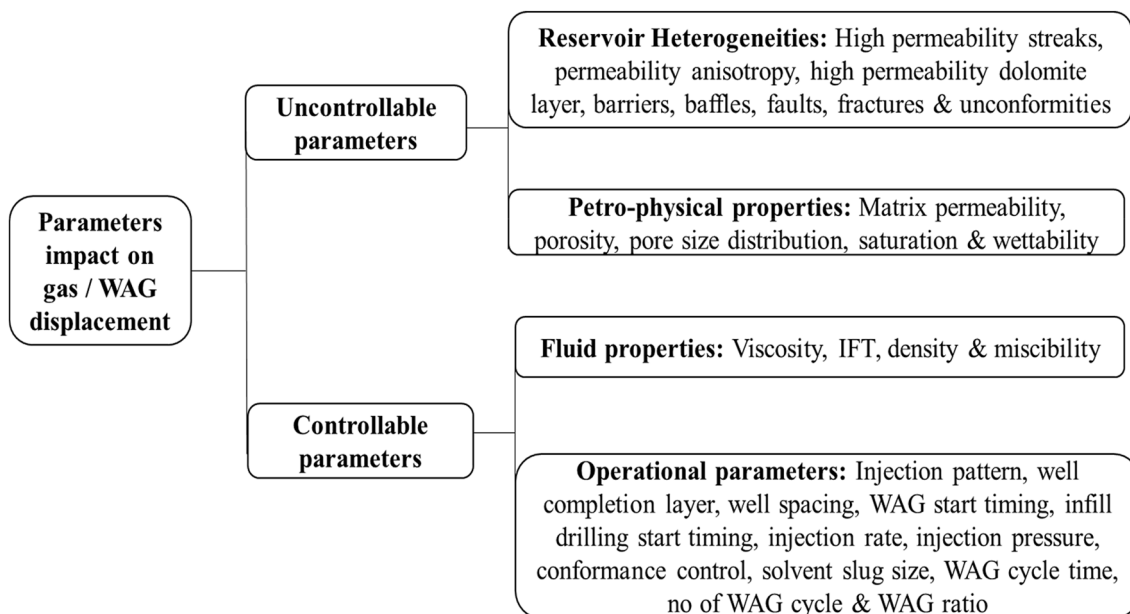 Parameters
impact on
gas / WAG
displacement
Uncontrollable
parameters
Reservoir Heterogeneities: High permeability streaks,
permeability anisotropy, high permeability dolomite
layer, barriers, baffles, faults, fractures & unconformities
Petro-physical properties: Matrix permeability,
porosity, pore size distribution, saturation & wettability
Controllable
parameters
Fluid properties: Viscosity, IFT, density & miscibility
Operational parameters: Injection pattern, well
completion layer, well spacing, WAG start timing, infill
drilling start timing, injection rate, injection pressure,
conformance control, solvent slug size, WAG cycle time,
no of WAG cycle & WAG ratio